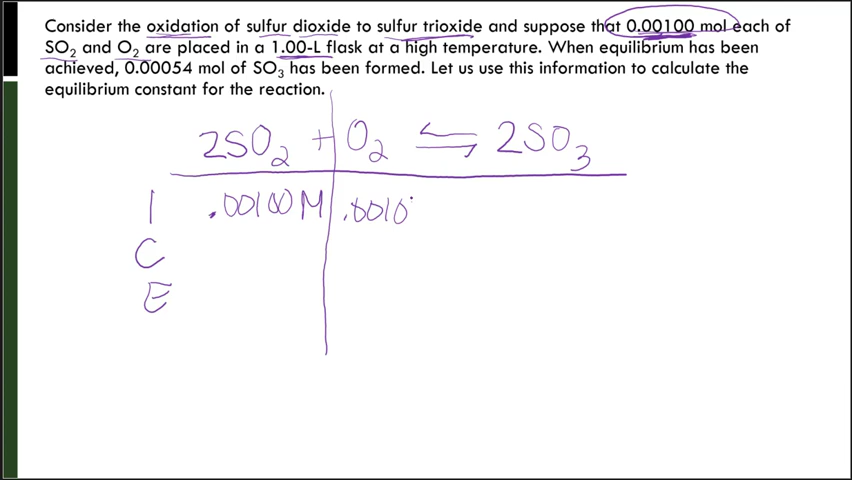 Consider the oxidation of sulfur dioxide to sulfur trioxide and suppose that 0.00100 mol each of
SO₂ and O₂ are placed in a 1.00-L flask at a high temperature. When equilibrium has been
achieved, 0.00054 mol of SO₃ has been formed. Let us use this information to calculate the
equilibrium constant for the reaction.
2SO₂ + O₂ ⇌ 2SO₃
I .00100 M .0010
C
E